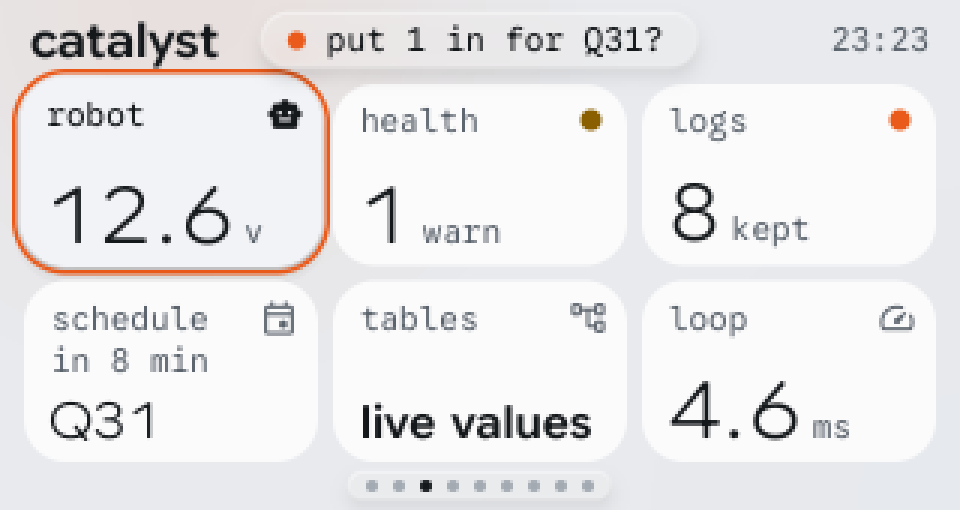 catalyst
put 1 in for Q31?
23:23
robot
12.6 v
health
1 warn
logs
8 kept
schedule
in 8 min
Q31
tables
live values
loop
4.6 ms